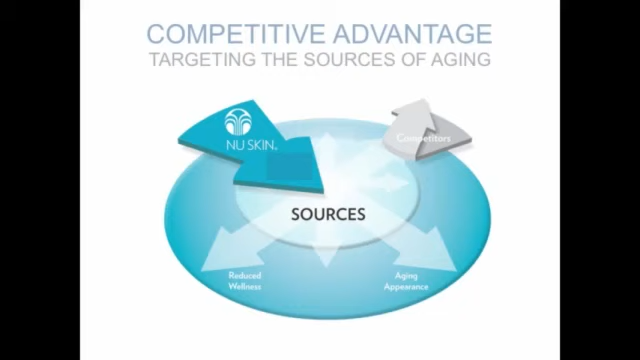 COMPETITIVE ADVANTAGE
TARGETING THE SOURCES OF AGING
NU SKIN®
Competitors
SOURCES
Reduced
Wellness
Aging
Appearance